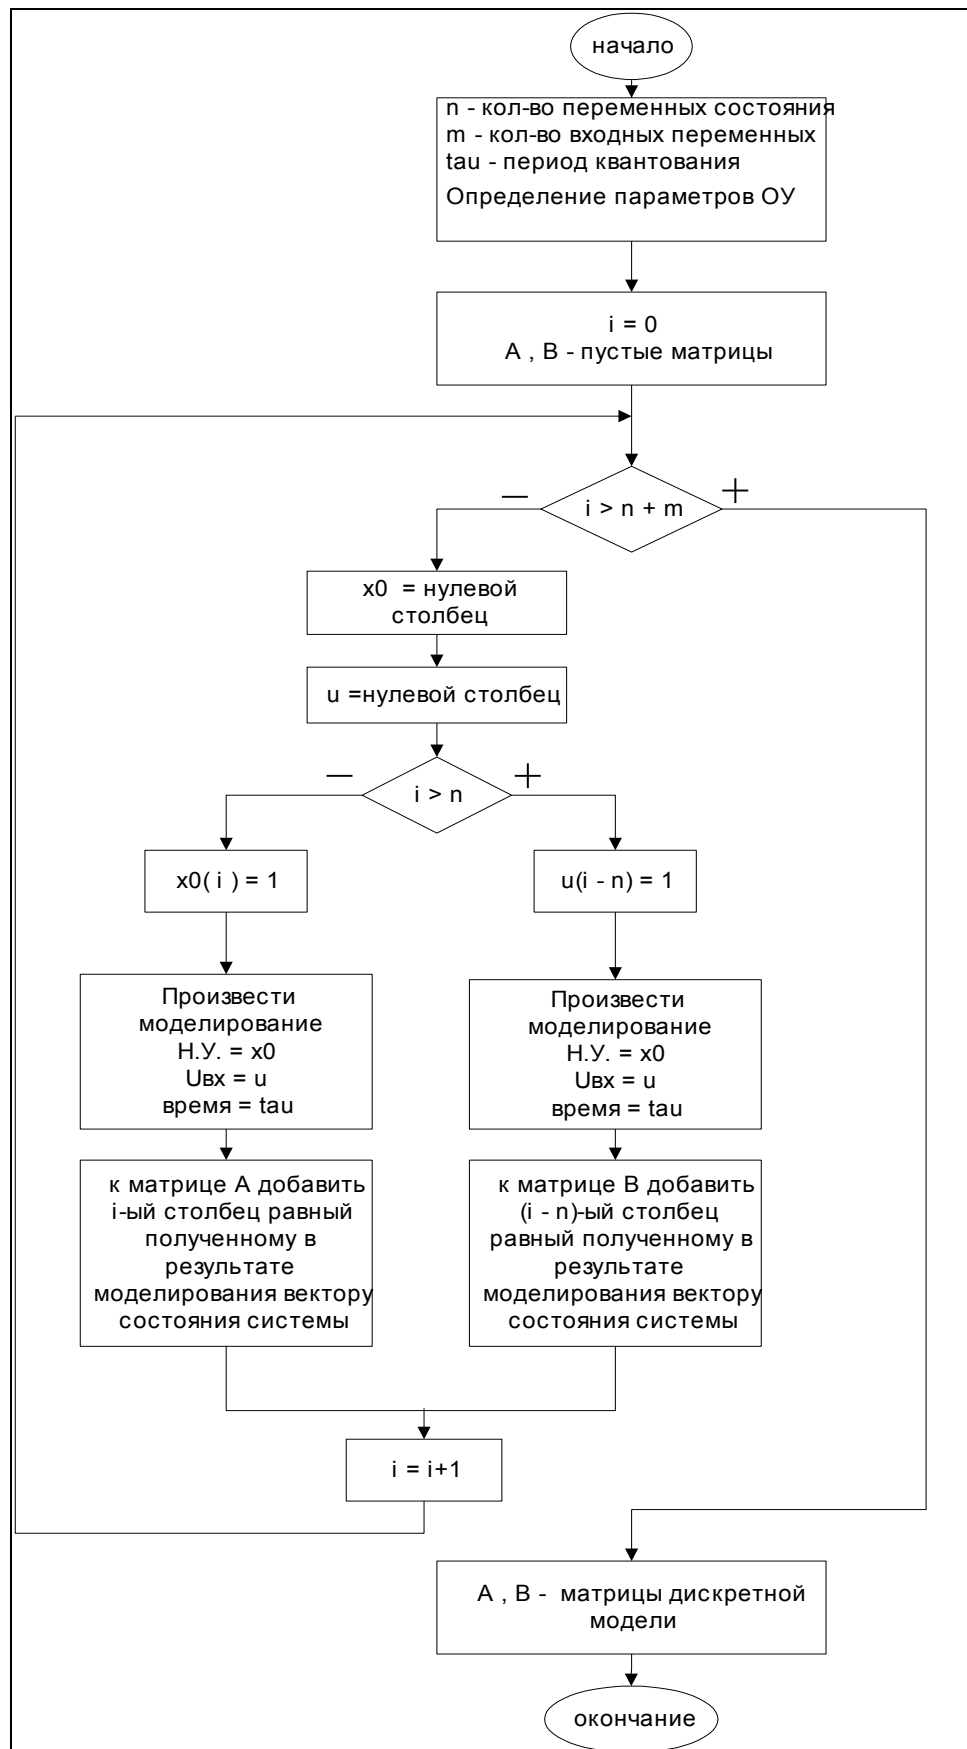 начало
n - кол-во переменных состояния
m - кол-во входных переменных
tau - период квантования
Определение параметров ОУ
i = 0
A , B - пустые матрицы
i > n + m
−
+
x0 = нулевой
столбец
u =нулевой столбец
i > n
−
+
x0( i ) = 1
u(i - n) = 1
Произвести
моделирование
Н.У. = x0
Uвх = u
время = tau
Произвести
моделирование
Н.У. = x0
Uвх = u
время = tau
к матрице А добавить
i-ый столбец равный
полученному в
результате
моделирования вектору
состояния системы
к матрице В добавить
(i - n)-ый столбец
равный полученному в
результате
моделирования вектору
состояния системы
i = i+1
A , B - матрицы дискретной
модели
окончание